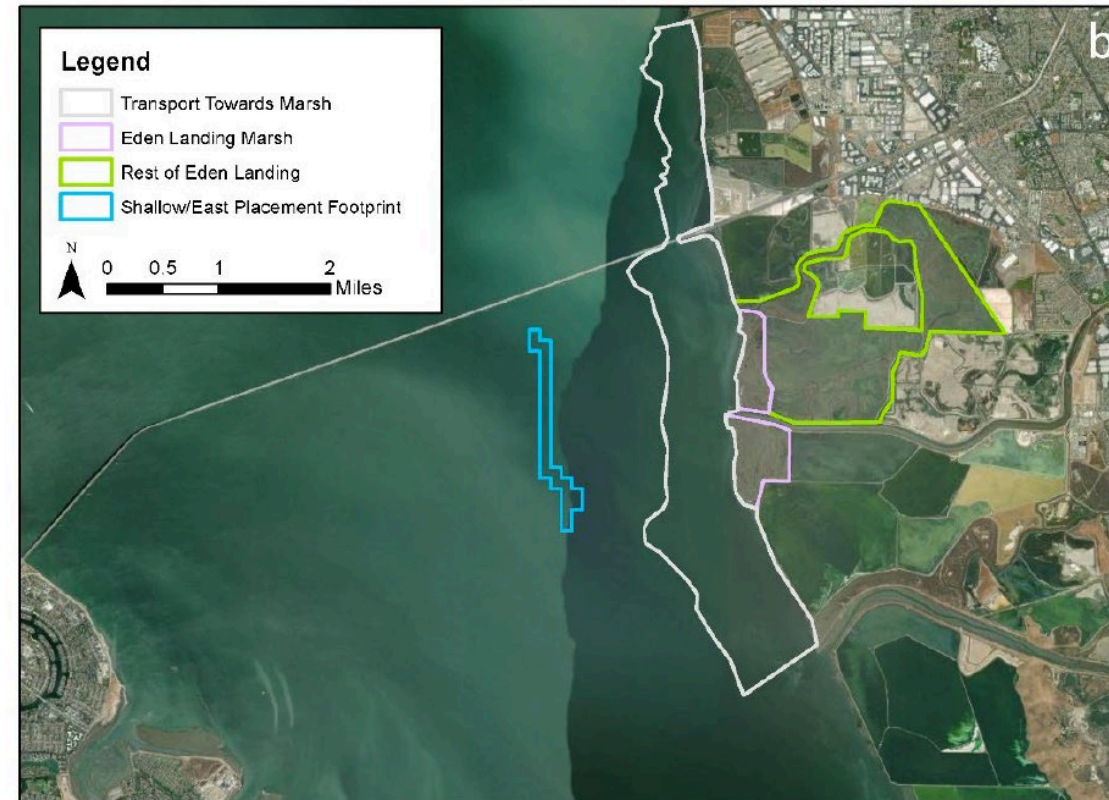 b
Legend
Transport Towards Marsh
Eden Landing Marsh
Rest of Eden Landing
Shallow/East Placement Footprint
N
0 0.5 1 2
Miles